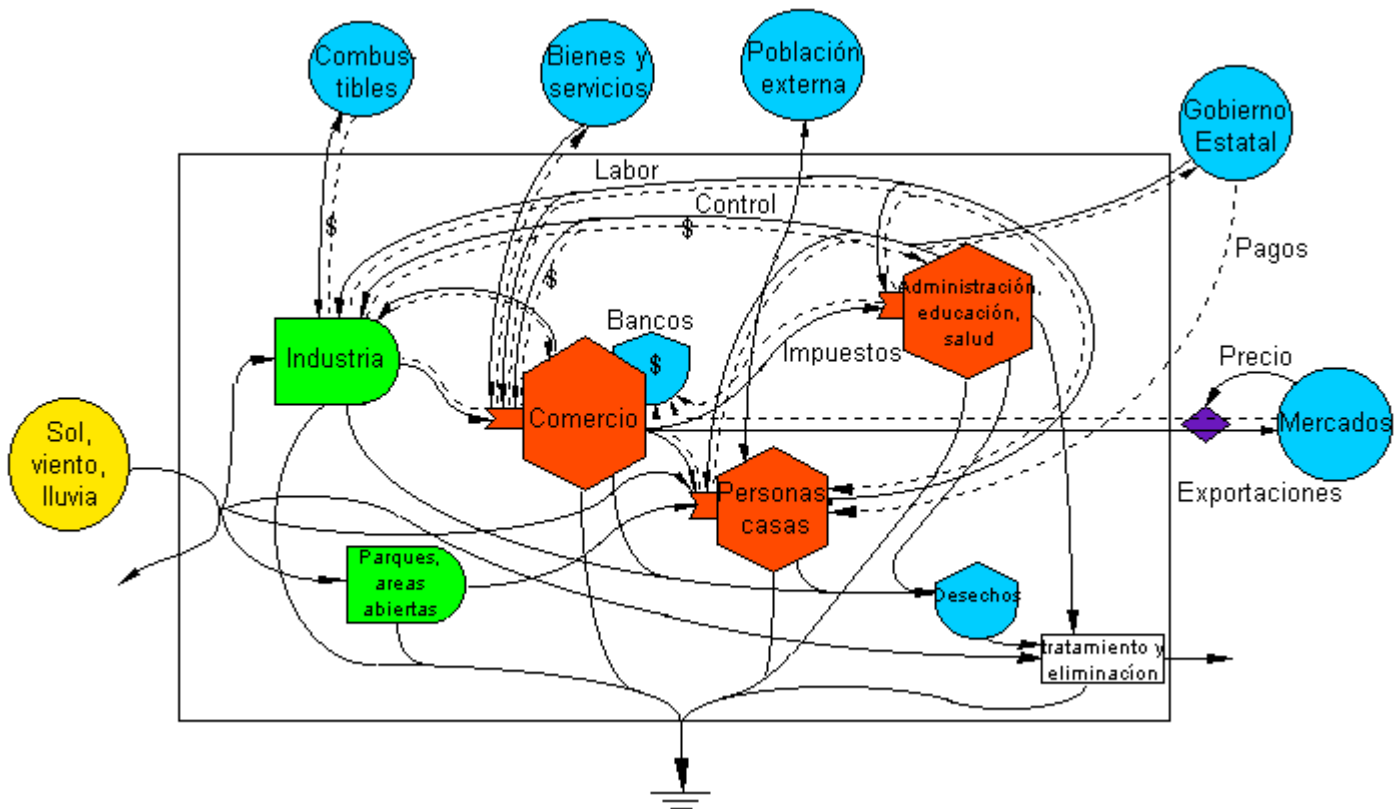 Combus-
tibles
Bienes y
servicios
Población
externa
Gobierno
Estatal
Labor
Control
$
$
$
Pagos
Administración,
educación,
salud
Bancos
$
Impuestos
Industria
Comercio
Precio
Mercados
Exportaciones
Sol,
viento,
lluvia
Personas
casas
Parques,
areas
abiertas
Desechos
tratamiento y
eliminacíon